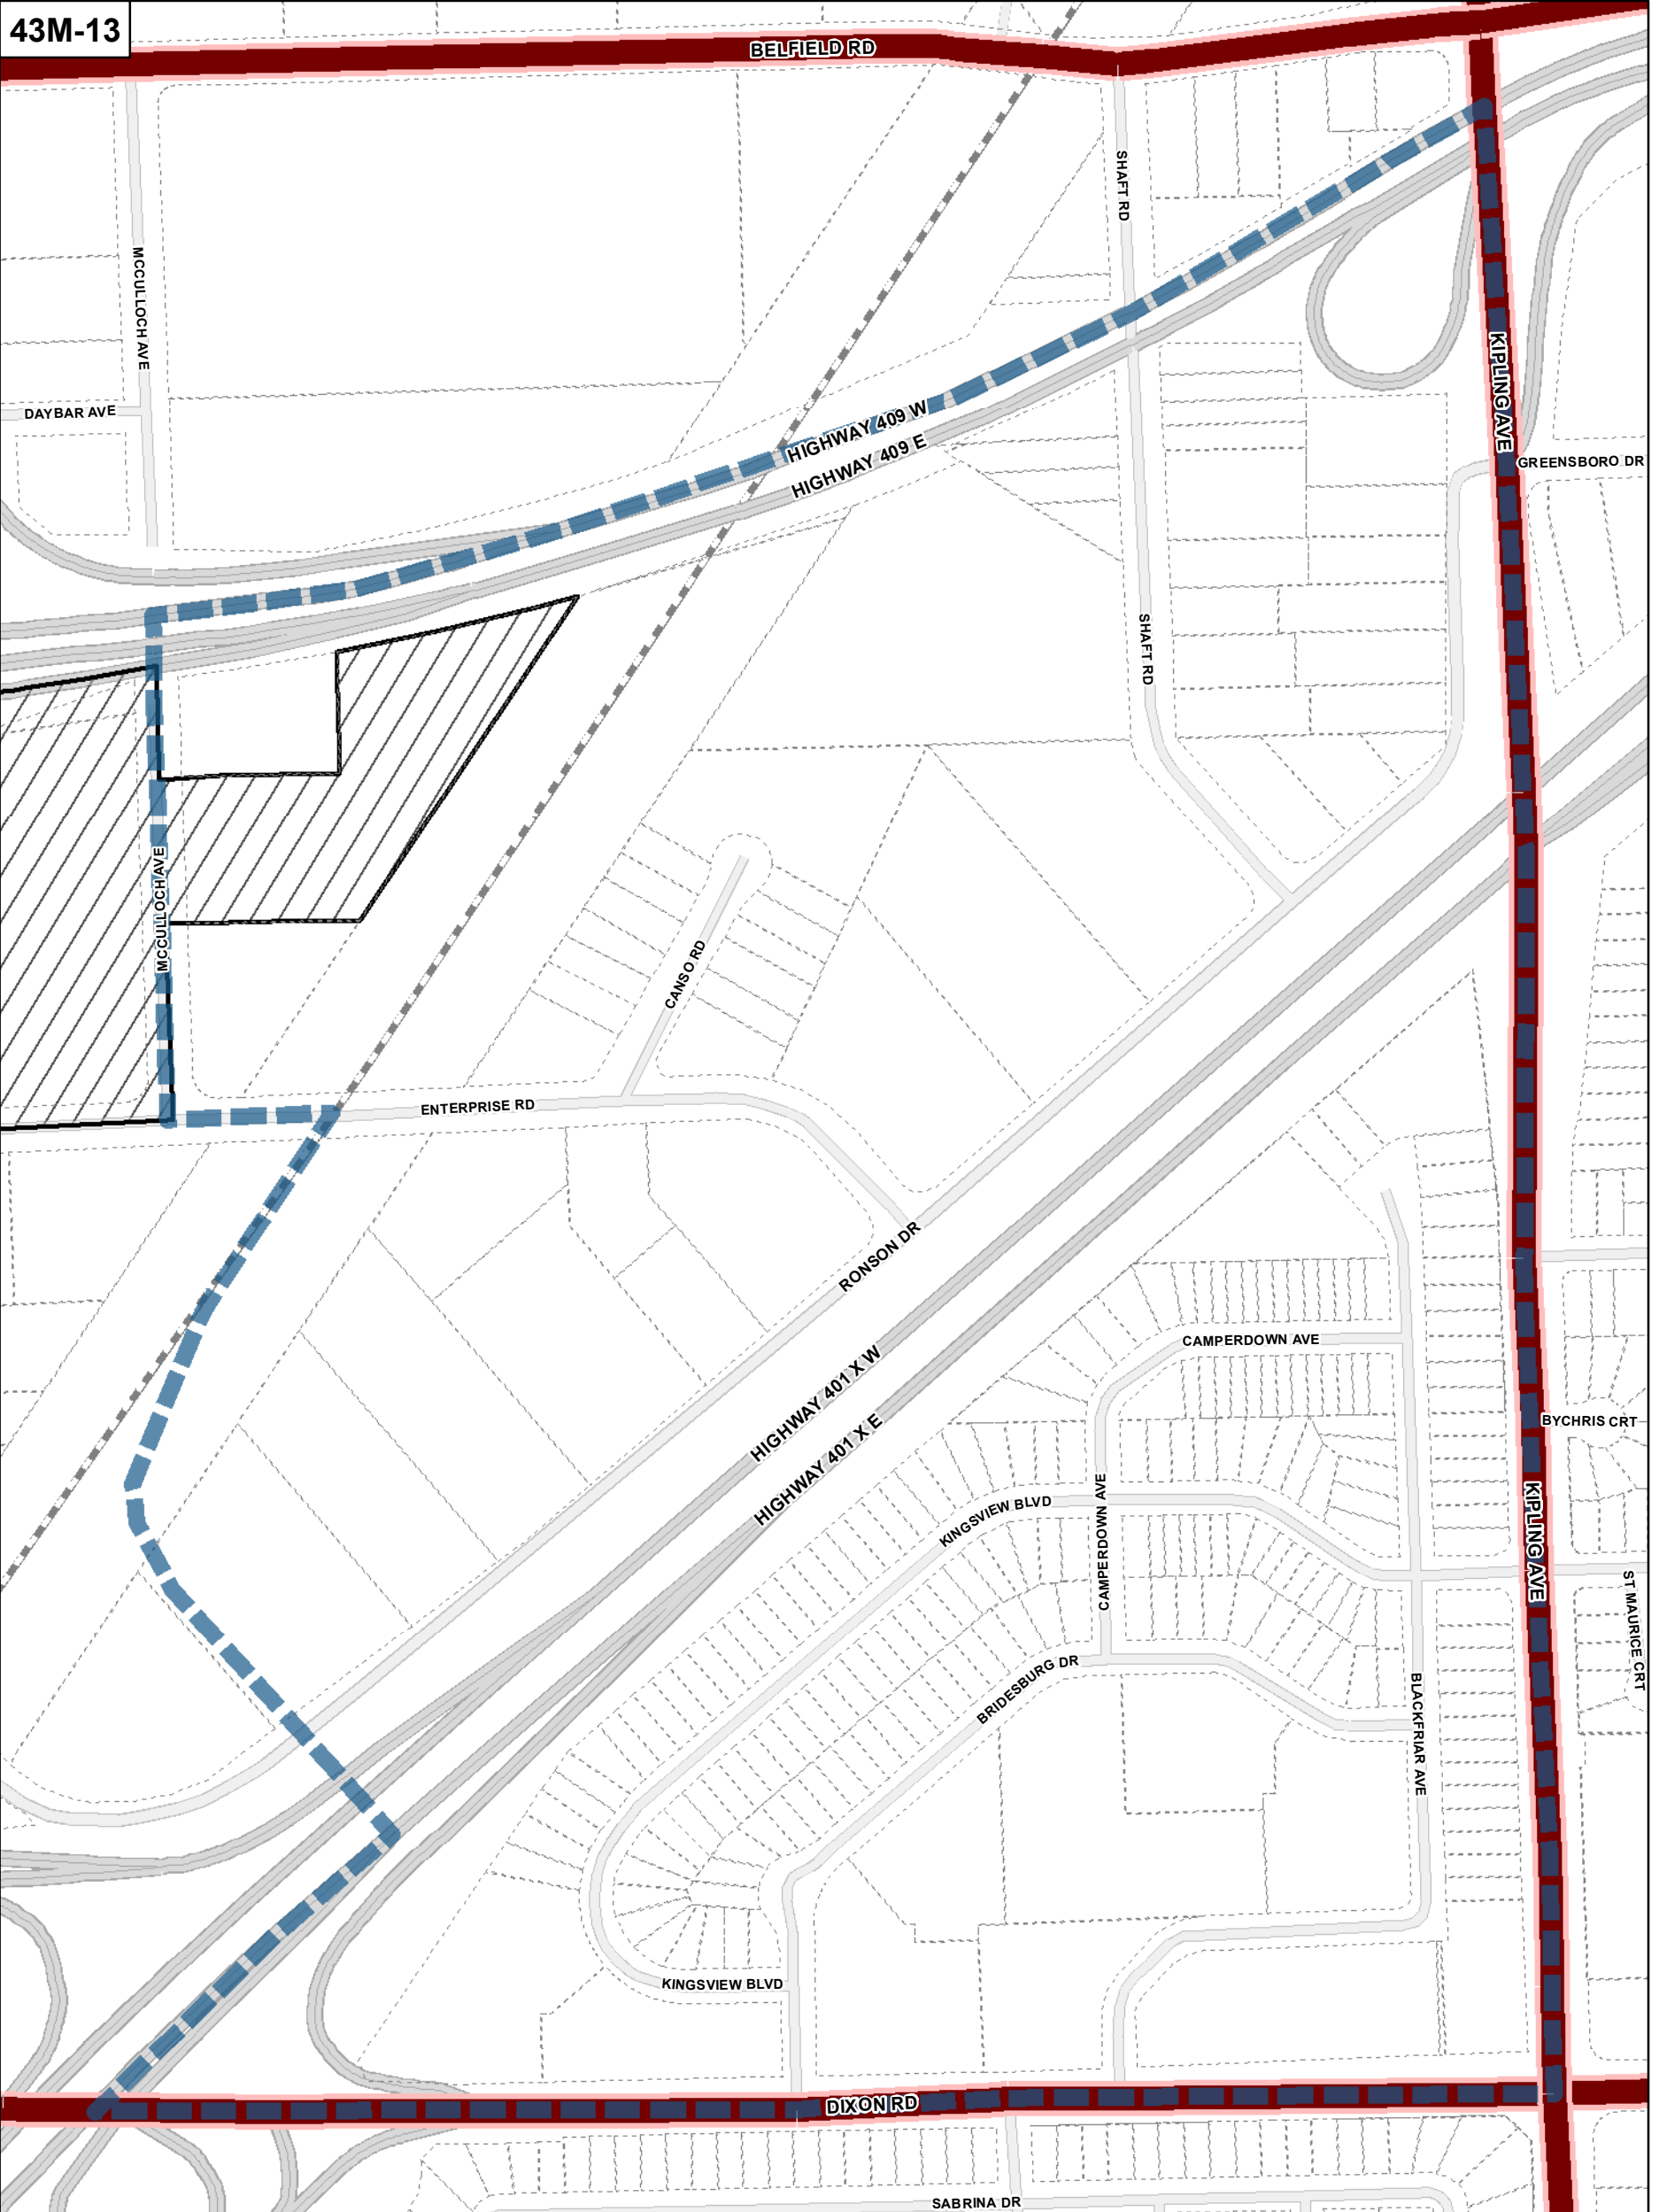 43M-13
BELFIELD RD
SHAFT RD
MCCULLOCH AVE
KIPLING AVE
DAYBAR AVE
HIGHWAY 409 W
HIGHWAY 409 E
GREENSBORO DR
SHAFT RD
MCCULLOCH AVE
CANSO RD
ENTERPRISE RD
RONSON DR
CAMPERDOWN AVE
HIGHWAY 401 X W
HIGHWAY 401 X E
BYCHRIS CRT
KINGSVIEW BLVD
CAMPERDOWN AVE
KIPLING AVE
ST MAURICE CRT
BRIDESBURG DR
BLACKFRIAR AVE
KINGSVIEW BLVD
DIXON RD
SABRINA DR